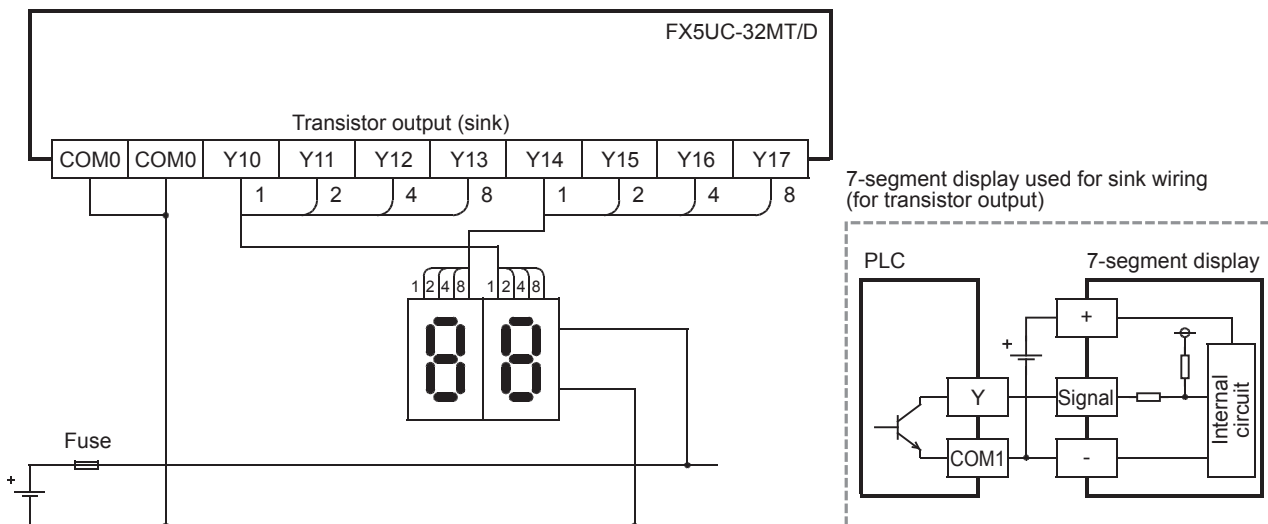 FX5UC-32MT/D
Transistor output (sink)
COM0 COM0 Y10 Y11 Y12 Y13 Y14 Y15 Y16 Y17
1 2 4 8 1 2 4 8
1 2 4 8 1 2 4 8
Fuse
+
7-segment display used for sink wiring
(for transistor output)
PLC
7-segment display
+
+
Y
Signal
COM1
-
Internal
circuit